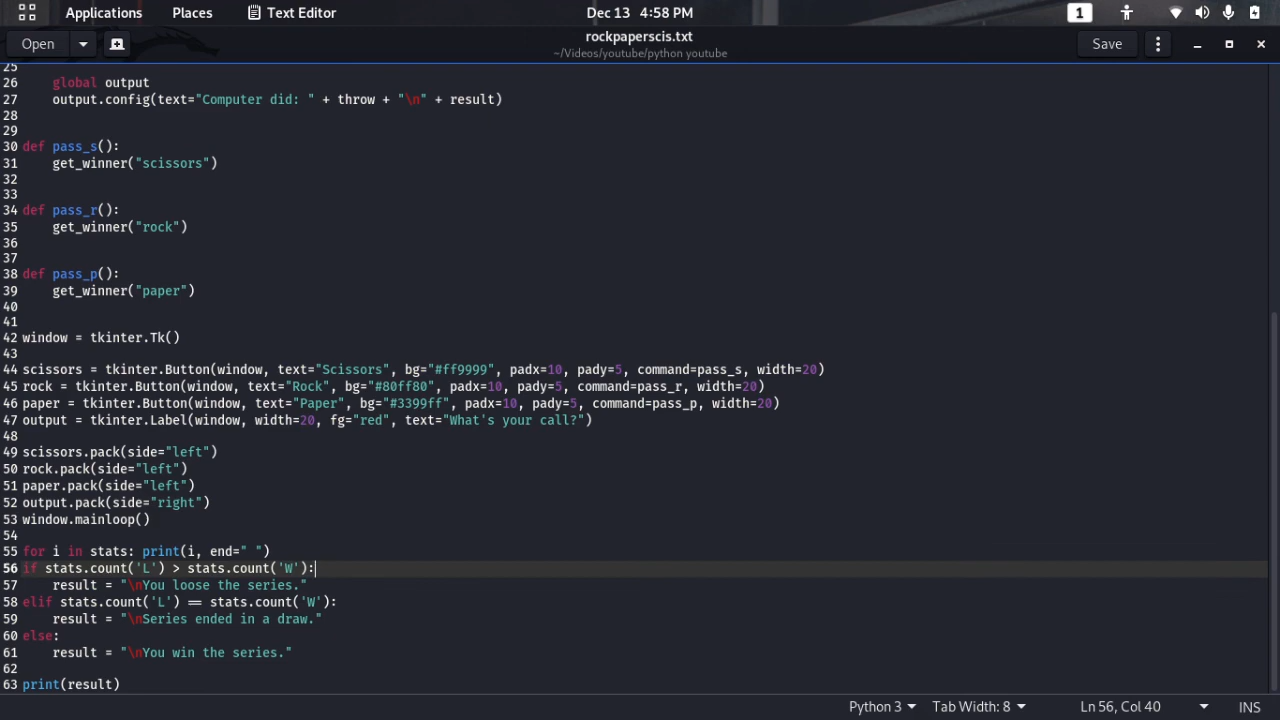 Applications Places Text Editor Dec 13 4:58 PM 1
Open rockpaperscis.txt Save
~/Videos/youtube/python youtube
25
26 global output
27 output.config(text="Computer did: " + throw + "\n" + result)
28
29
30 def pass_s():
31 get_winner("scissors")
32
33
34 def pass_r():
35 get_winner("rock")
36
37
38 def pass_p():
39 get_winner("paper")
40
41
42 window = tkinter.Tk()
43
44 scissors = tkinter.Button(window, text="Scissors", bg="#ff9999", padx=10, pady=5, command=pass_s, width=20)
45 rock = tkinter.Button(window, text="Rock", bg="#80ff80", padx=10, pady=5, command=pass_r, width=20)
46 paper = tkinter.Button(window, text="Paper", bg="#3399ff", padx=10, pady=5, command=pass_p, width=20)
47 output = tkinter.Label(window, width=20, fg="red", text="What's your call?")
48
49 scissors.pack(side="left")
50 rock.pack(side="left")
51 paper.pack(side="left")
52 output.pack(side="right")
53 window.mainloop()
54
55 for i in stats: print(i, end=" ")
56 if stats.count('L') > stats.count('W'):
57 result = "\nYou loose the series."
58 elif stats.count('L') == stats.count('W'):
59 result = "\nSeries ended in a draw."
60 else:
61 result = "\nYou win the series."
62
63 print(result)
Python 3 Tab Width: 8 Ln 56, Col 40 INS